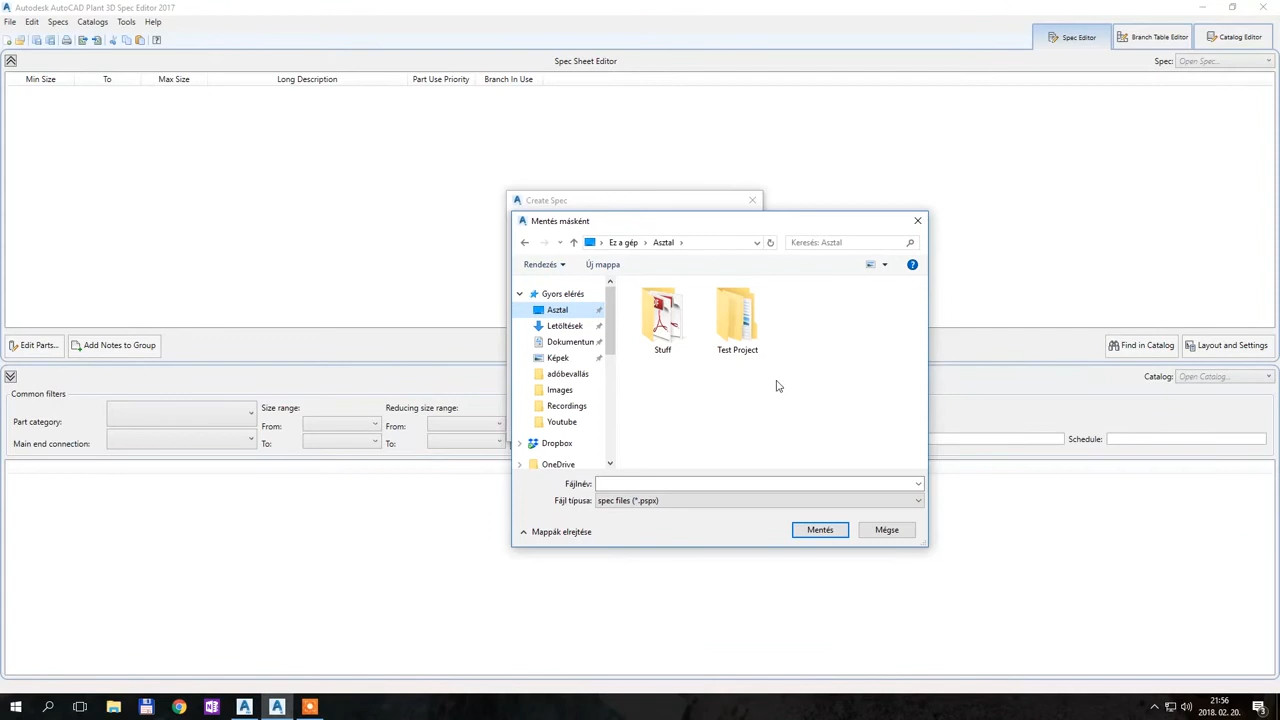 Autodesk AutoCAD Plant 3D Spec Editor 2017
File Edit Specs Catalogs Tools Help
Spec Editor Branch Table Editor Catalog Editor
Spec Sheet Editor Spec: Open Spec...
Min Size To Max Size Long Description Part Use Priority Branch In Use
Create Spec
Mentés másként
Ez a gép Asztal Keresés: Asztal
Rendezés Új mappa
Gyors elérés
Asztal
Letöltések
Dokumentun
Képek
adóbevallás
Images
Recordings
Youtube
Dropbox
OneDrive
Stuff Test Project
Fájlnév:
Fájl típusa: spec files (*.pspx)
Mappák elrejtése Mentés Mégse
Edit Parts... Add Notes to Group Find in Catalog Layout and Settings
Catalog: Open Catalog...
Common filters
Part category: Size range: Reducing size range:
From: From:
Main end connection: To: To: Schedule:
21:56
2018. 02. 20.
3